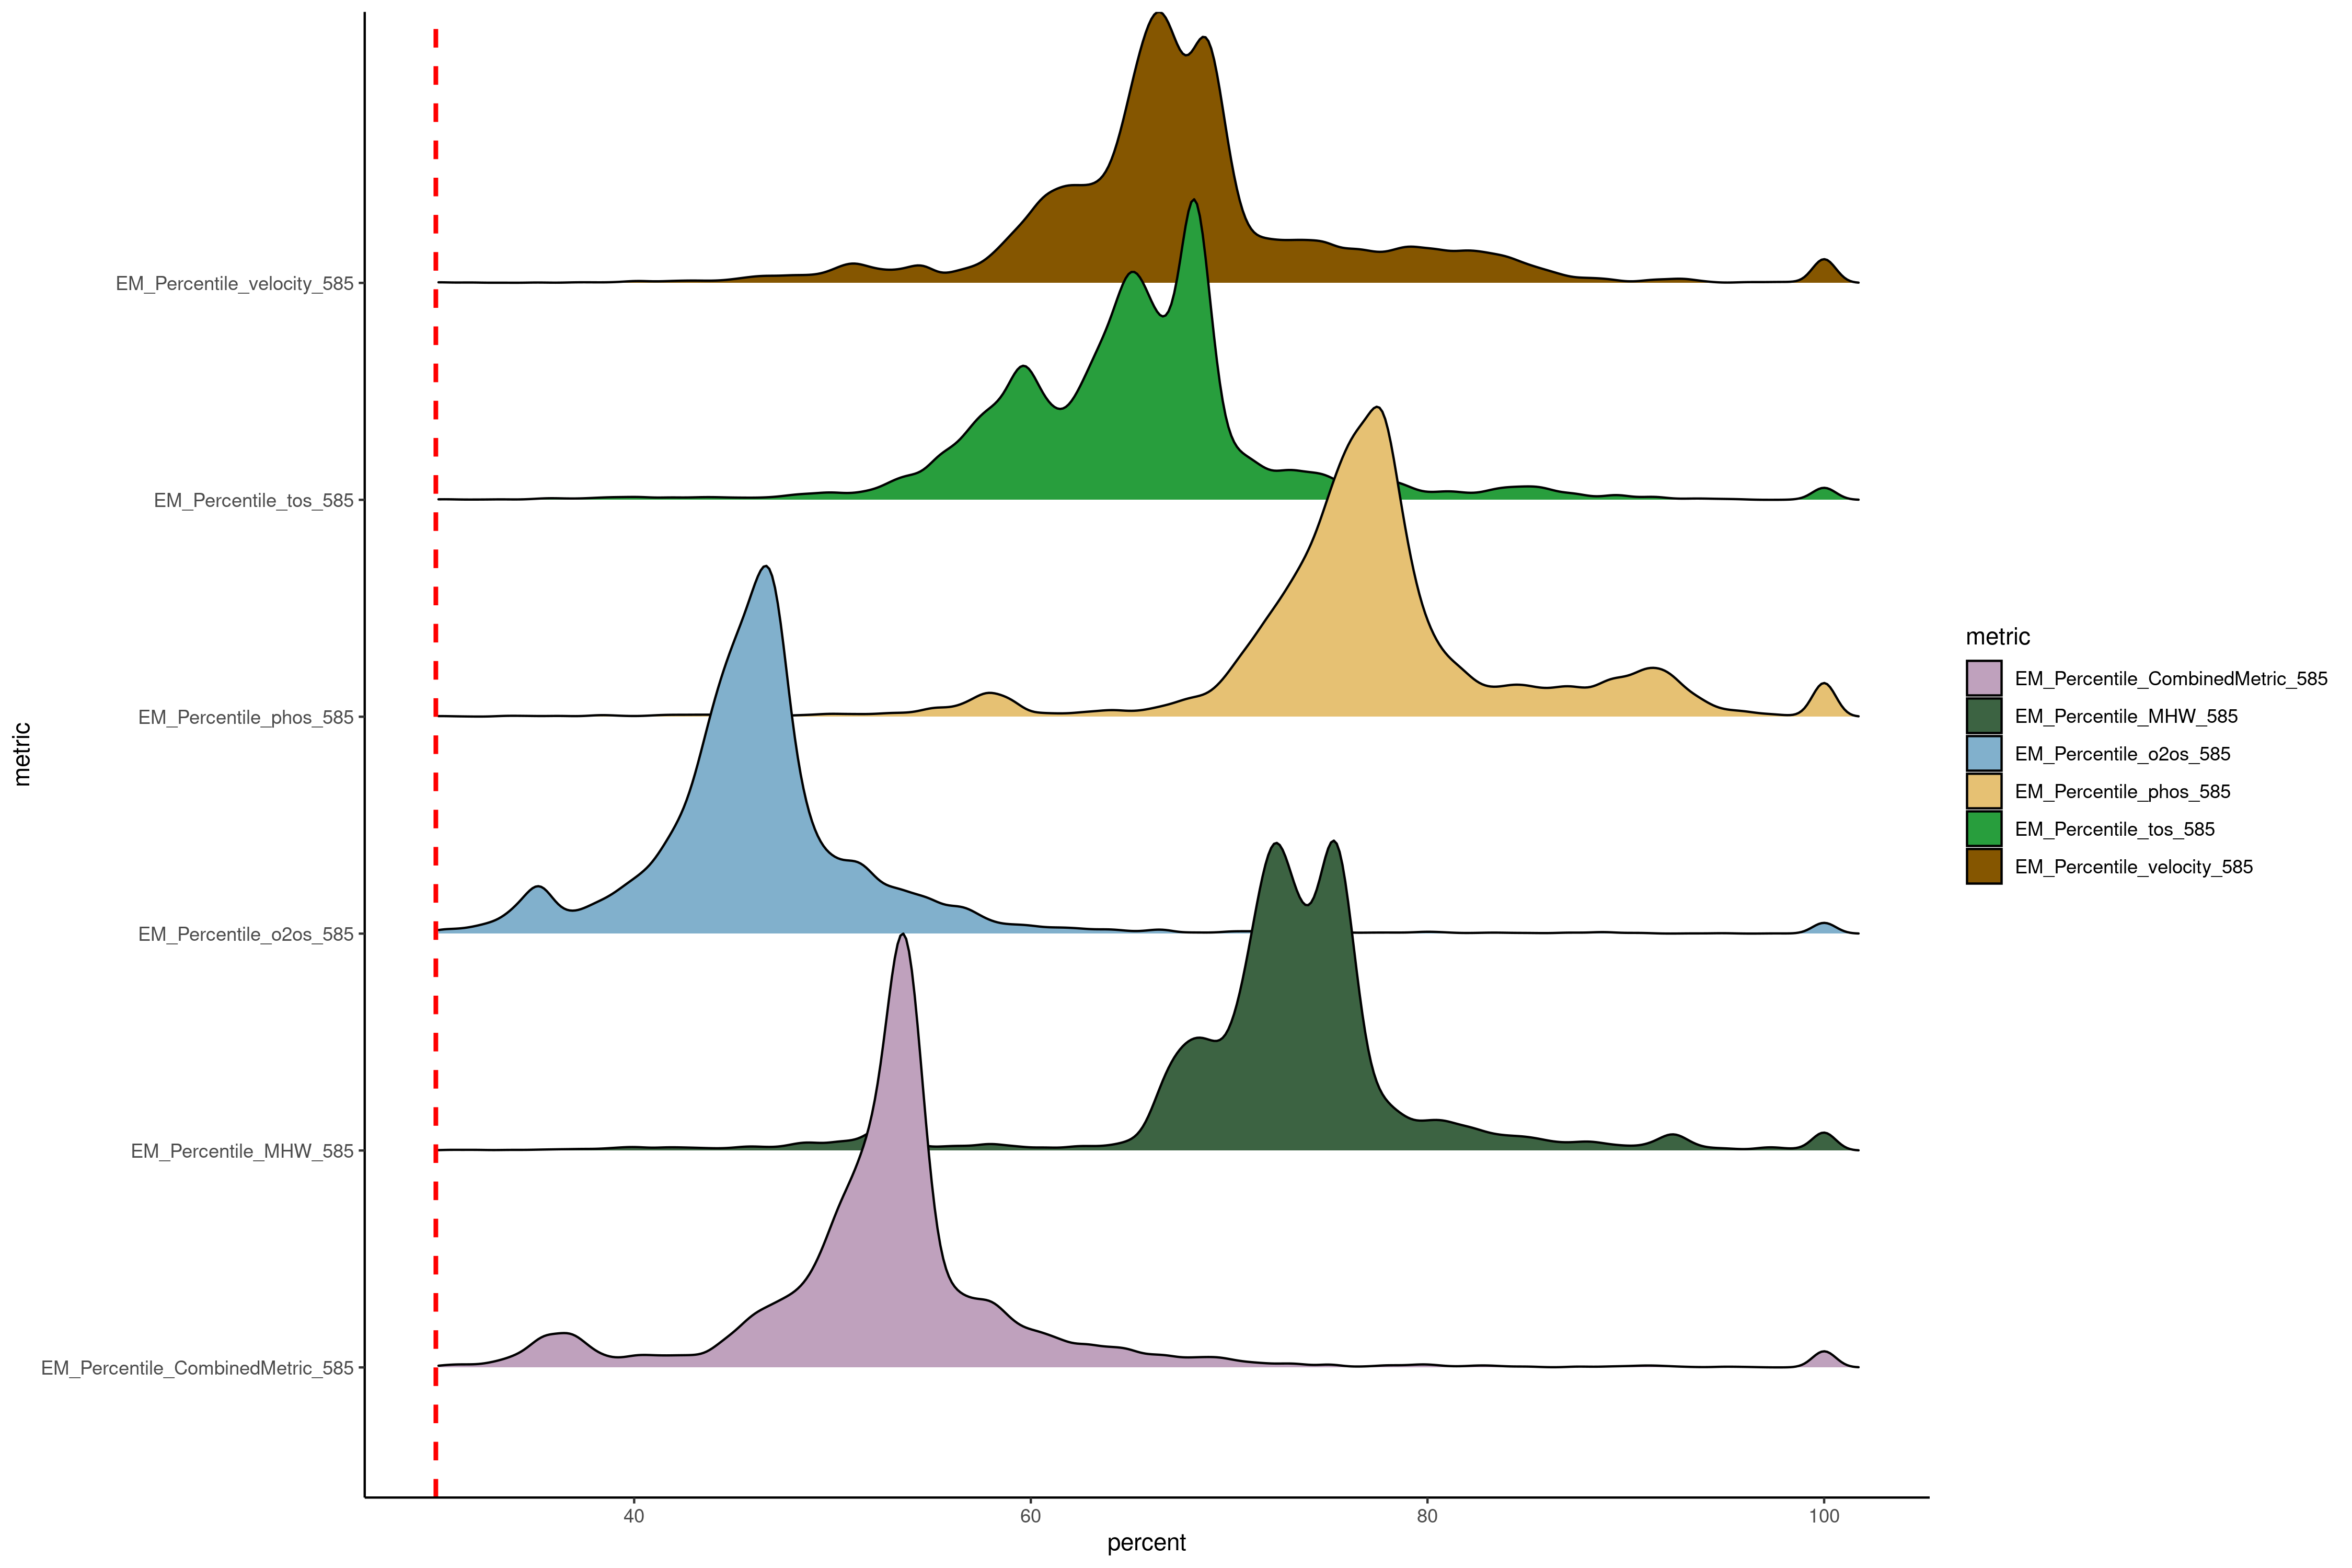 metric
EM_Percentile_velocity_585
EM_Percentile_tos_585
EM_Percentile_phos_585
EM_Percentile_o2os_585
EM_Percentile_MHW_585
EM_Percentile_CombinedMetric_585
40 60 80 100
percent
metric
EM_Percentile_CombinedMetric_585
EM_Percentile_MHW_585
EM_Percentile_o2os_585
EM_Percentile_phos_585
EM_Percentile_tos_585
EM_Percentile_velocity_585